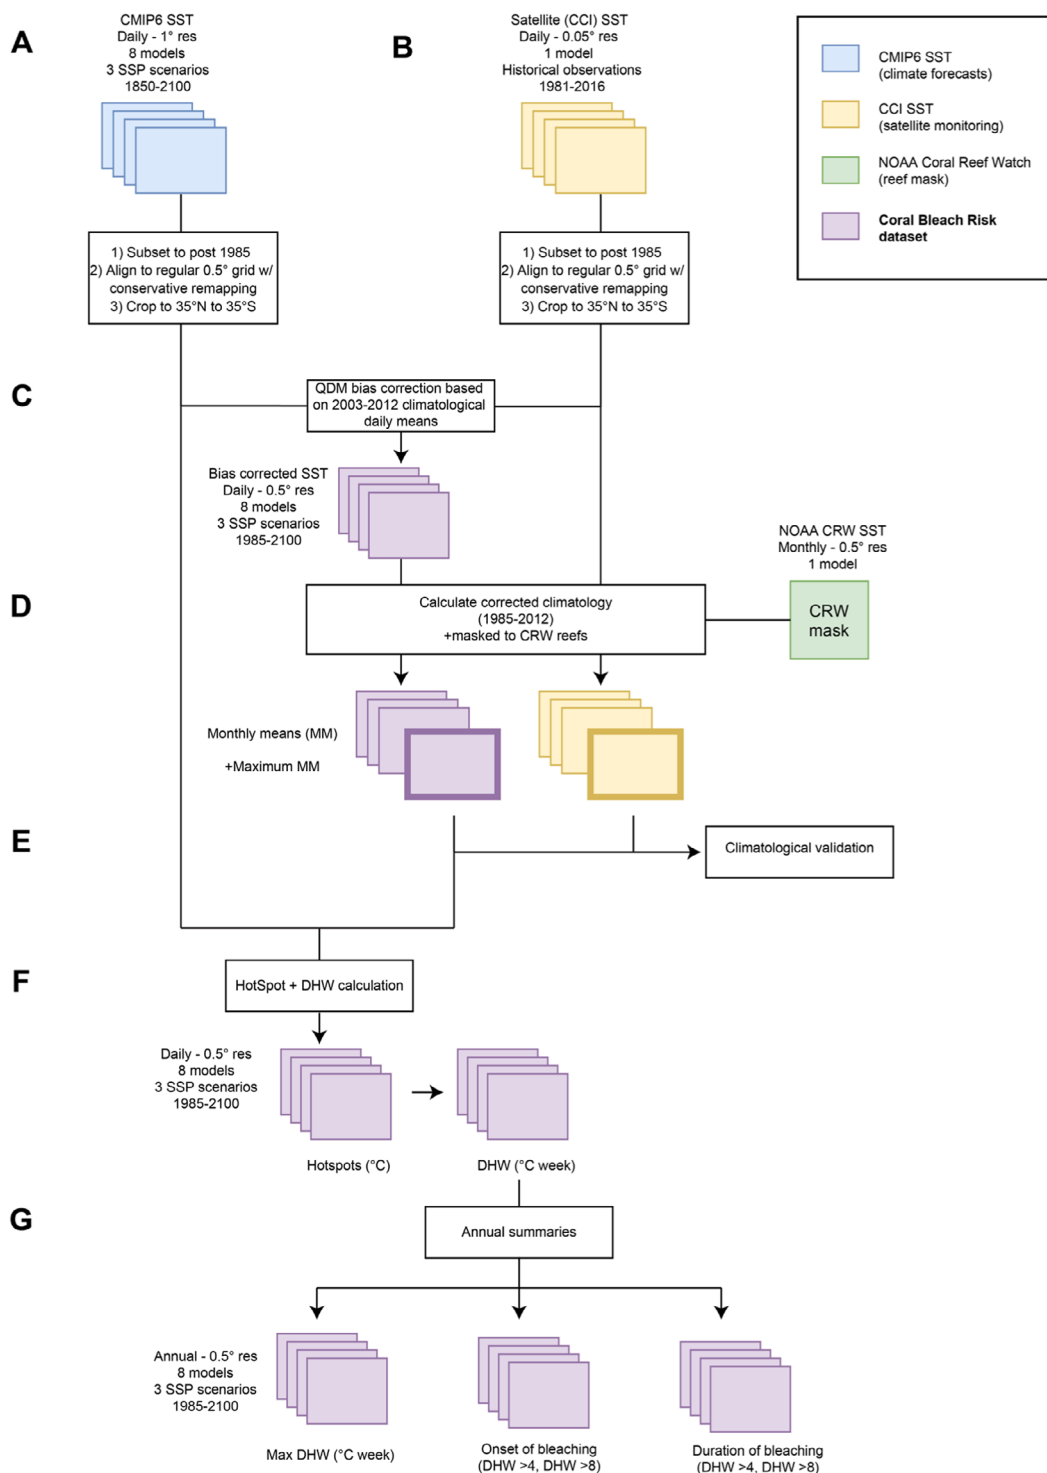 A
CMIP6 SST
Daily - 1° res
8 models
3 SSP scenarios
1850-2100
B
Satellite (CCI) SST
Daily - 0.05° res
1 model
Historical observations
1981-2016
CMIP6 SST
(climate forecasts)
CCI SST
(satellite monitoring)
NOAA Coral Reef Watch
(reef mask)
Coral Bleach Risk
dataset
1) Subset to post 1985
2) Align to regular 0.5° grid w/
conservative remapping
3) Crop to 35°N to 35°S
1) Subset to post 1985
2) Align to regular 0.5° grid w/
conservative remapping
3) Crop to 35°N to 35°S
C
QDM bias correction based
on 2003-2012 climatological
daily means
Bias corrected SST
Daily - 0.5° res
8 models
3 SSP scenarios
1985-2100
NOAA CRW SST
Monthly - 0.5° res
1 model
D
Calculate corrected climatology
(1985-2012)
+masked to CRW reefs
CRW
mask
Monthly means (MM)
+Maximum MM
E
Climatological validation
F
HotSpot + DHW calculation
Daily - 0.5° res
8 models
3 SSP scenarios
1985-2100
Hotspots (°C)
DHW (°C week)
G
Annual summaries
Annual - 0.5° res
8 models
3 SSP scenarios
1985-2100
Max DHW (°C week)
Onset of bleaching
(DHW >4, DHW >8)
Duration of bleaching
(DHW >4, DHW >8)